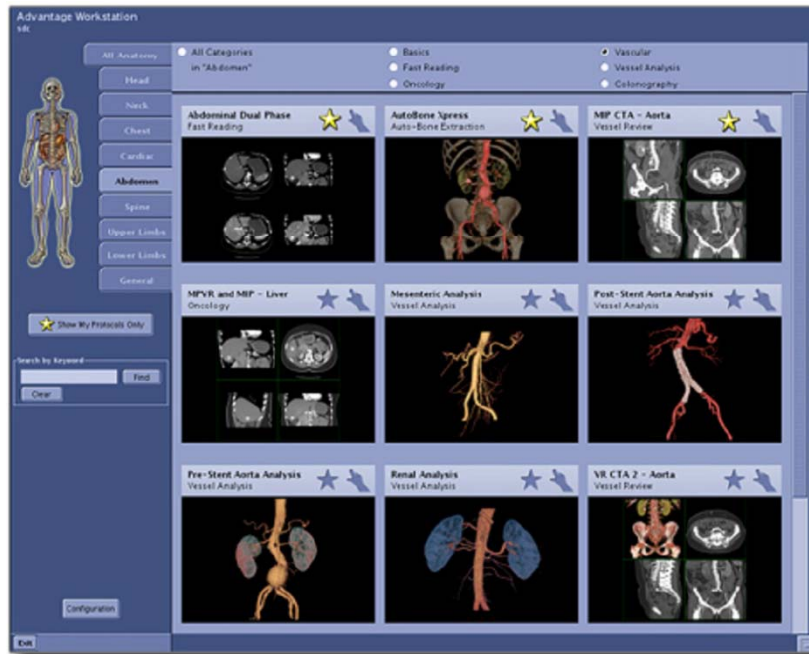 Advantage Workstation
sdc
All Anatomy
Head
Neck
Chest
Cardiac
Abdomen
Spine
Upper Limbs
Lower Limbs
General
Show My Protocols Only
Search by Keyword
Find
Clear
Configuration
Exit
All Categories
in "Abdomen"
Basics
Fast Reading
Oncology
Vascular
Vessel Analysis
Colonography
Abdominal Dual Phase
Fast Reading
AutoBone Xpress
Auto-Bone Extraction
MIP CTA - Aorta
Vessel Review
MPVR and MIP - Liver
Oncology
Mesenteric Analysis
Vessel Analysis
Post-Stent Aorta Analysis
Vessel Analysis
Pre-Stent Aorta Analysis
Vessel Analysis
Renal Analysis
Vessel Analysis
VR CTA 2 - Aorta
Vessel Review